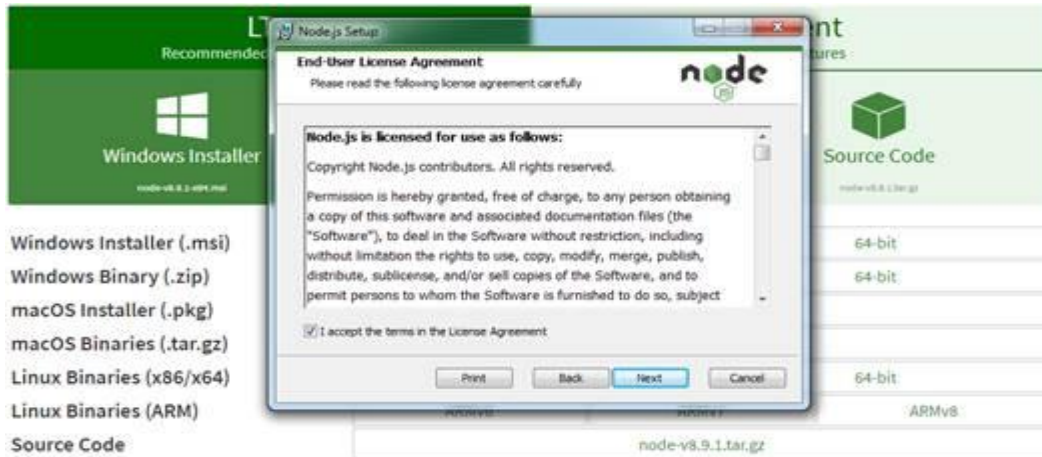 Recommended
Windows Installer
Source Code
Node.js Setup
End-User License Agreement
Please read the following license agreement carefully
node
JS
Node.js is licensed for use as follows:
Copyright Node.js contributors. All rights reserved.
Permission is hereby granted, free of charge, to any person obtaining
a copy of this software and associated documentation files (the
"Software"), to deal in the Software without restriction, including
without limitation the rights to use, copy, modify, merge, publish,
distribute, sublicense, and/or sell copies of the Software, and to
permit persons to whom the Software is furnished to do so, subject
I accept the terms in the License Agreement
Print Back Next Cancel
Windows Installer (.msi) 64-bit
Windows Binary (.zip) 64-bit
macOS Installer (.pkg)
macOS Binaries (.tar.gz)
Linux Binaries (x86/x64) 64-bit
Linux Binaries (ARM) ARMv8
Source Code node-v8.9.1.tar.gz